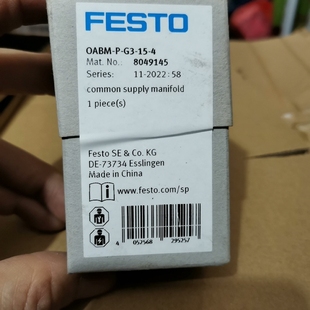 FESTO
OABM-P-G3-15-4
Mat. No.: 8049145
Series: 11-2022: S8
common supply manifold
1 piece(s)
Festo SE & Co. KG
DE-73734 Esslingen
Made in China
www.festo.com/sp
4 052568 295257